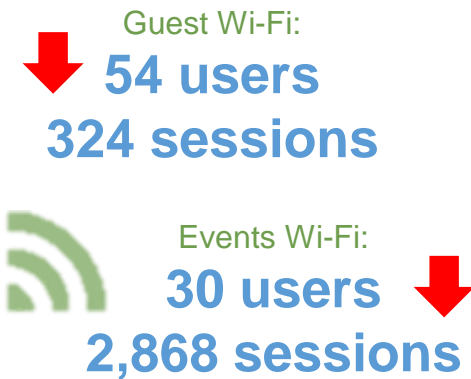 Guest Wi-Fi:
54 users
324 sessions
Events Wi-Fi:
30 users
2,868 sessions